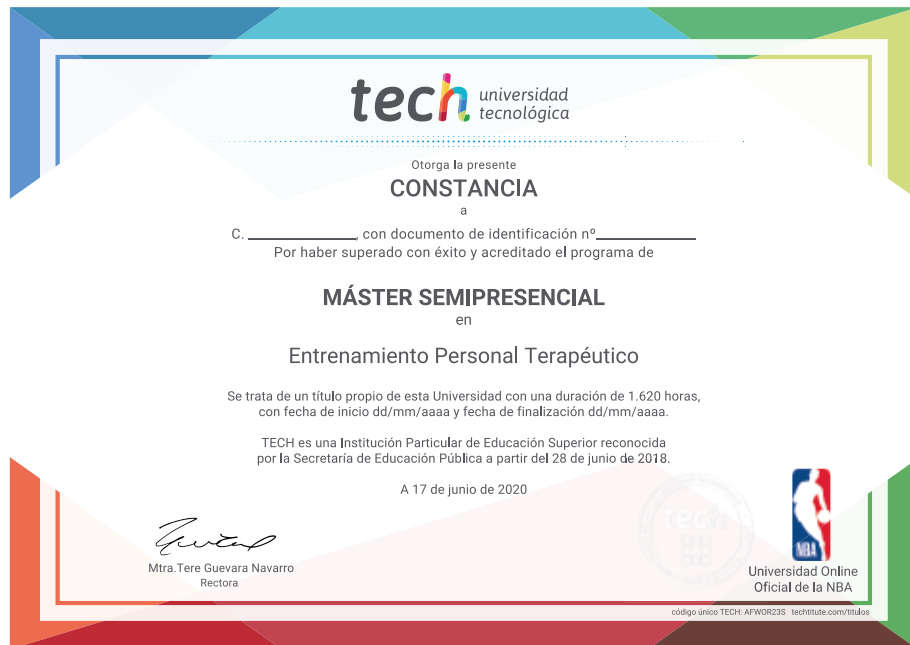 tech universidad
tecnológica
Otorga la presente
CONSTANCIA
a
C. ____________, con documento de identificación nº____________
Por haber superado con éxito y acreditado el programa de
MÁSTER SEMIPRESENCIAL
en
Entrenamiento Personal Terapéutico
Se trata de un título propio de esta Universidad con una duración de 1.620 horas,
con fecha de inicio dd/mm/aaaa y fecha de finalización dd/mm/aaaa.
TECH es una Institución Particular de Educación Superior reconocida
por la Secretaría de Educación Pública a partir del 28 de junio de 2018.
A 17 de junio de 2020
tech
NBA
Mtra.Tere Guevara Navarro
Rectora
Universidad Online
Oficial de la NBA
código único TECH: AFWOR23S techtitute.com/titulos